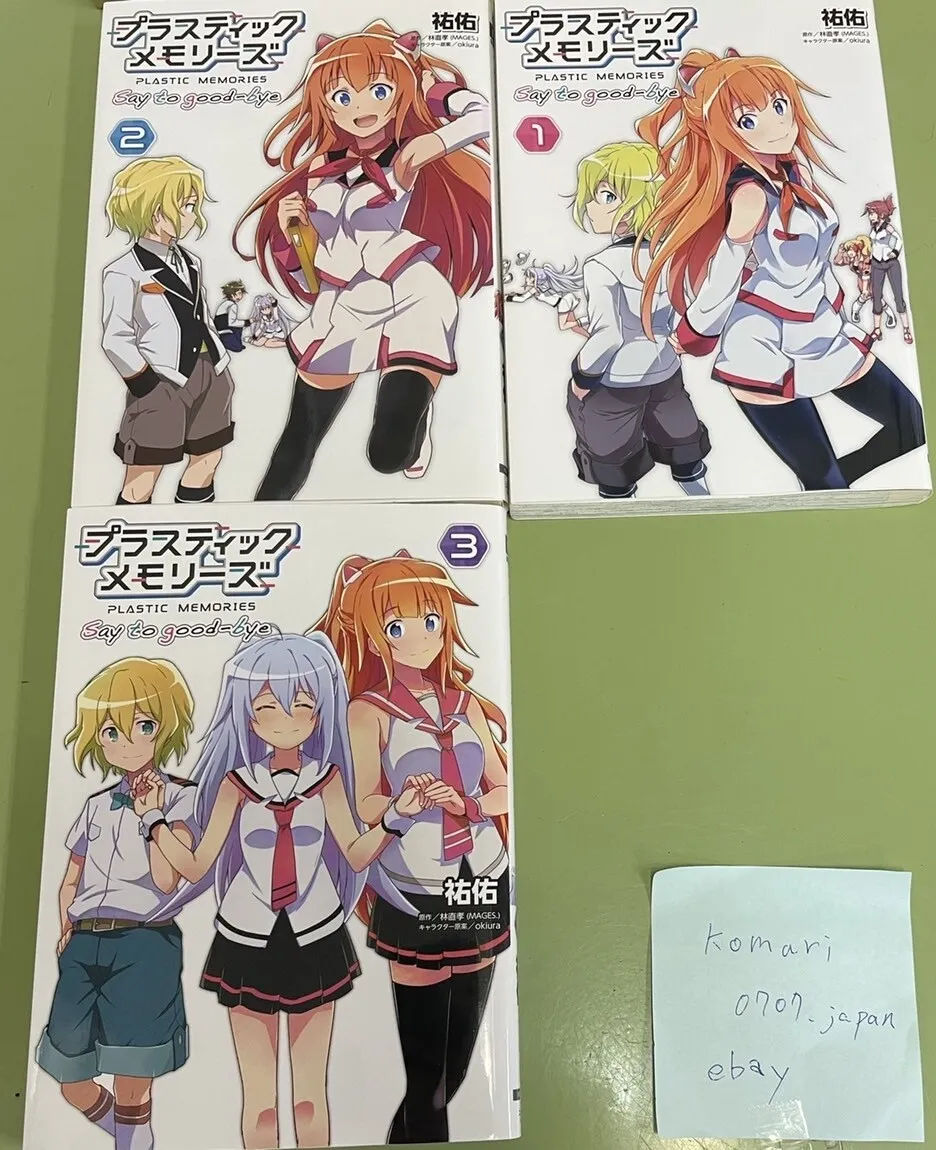 プラスティック
メモリーズ
PLASTIC MEMORIES
Say to good=bye
2
祐佑
原作/林直孝 (MAGES.)
キャラクター原案/okiura
プラスティック
メモリーズ
PLASTIC MEMORIES
Say to good=bye
1
祐佑
原作/林直孝 (MAGES.)
キャラクター原案/okiura
プラスティック
メモリーズ
PLASTIC MEMORIES
Say to good=bye
3
祐佑
原作/林直孝 (MAGES.)
キャラクター原案/okiura
komari
0707_japan
ebay